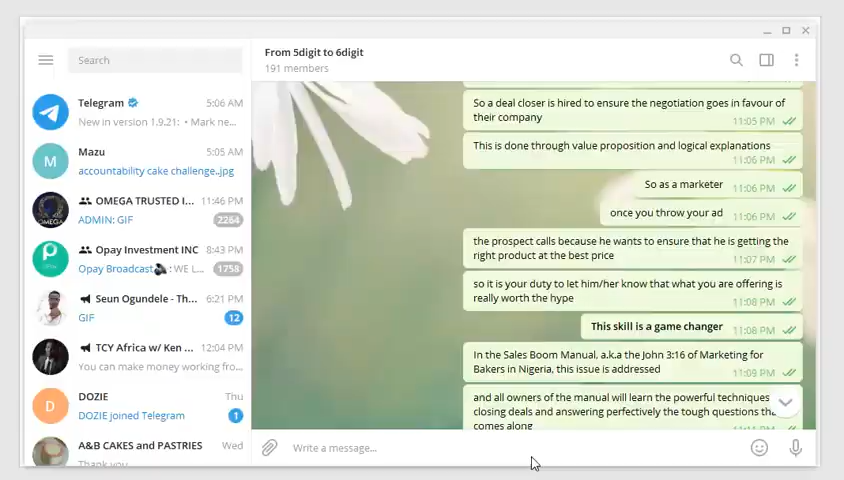 Search
From 5digit to 6digit
191 members
Telegram 5:06 AM
New in version 1.9.21: • Mark ne...
Mazu 5:05 AM
M
accountability cake challenge..jpg
OMEGA TRUSTED I... 11:46 PM
ADMIN: GIF 2264
OMEGA
Opay Investment INC 8:43 PM
Opay Broadcast : WE L... 1758
Seun Ogundele - Th... 6:21 PM
GIF 12
TCY Africa w/ Ken ... 12:04 PM
You can make money working fro...
DOZIE Thu
D
DOZIE joined Telegram 1
A&B CAKES and PASTRIES Wed
Thank you
So a deal closer is hired to ensure the negotiation goes in favour of
their company 11:05 PM
This is done through value proposition and logical explanations
11:06 PM
So as a marketer 11:06 PM
once you throw your ad 11:06 PM
the prospect calls because he wants to ensure that he is getting the
right product at the best price 11:07 PM
so it is your duty to let him/her know that what you are offering is
really worth the hype 11:08 PM
This skill is a game changer 11:08 PM
In the Sales Boom Manual, a.k.a the John 3:16 of Marketing for
Bakers in Nigeria, this issue is addressed 11:09 PM
and all owners of the manual will learn the powerful techniques
closing deals and answering perfectively the tough questions tha
comes along
Write a message...